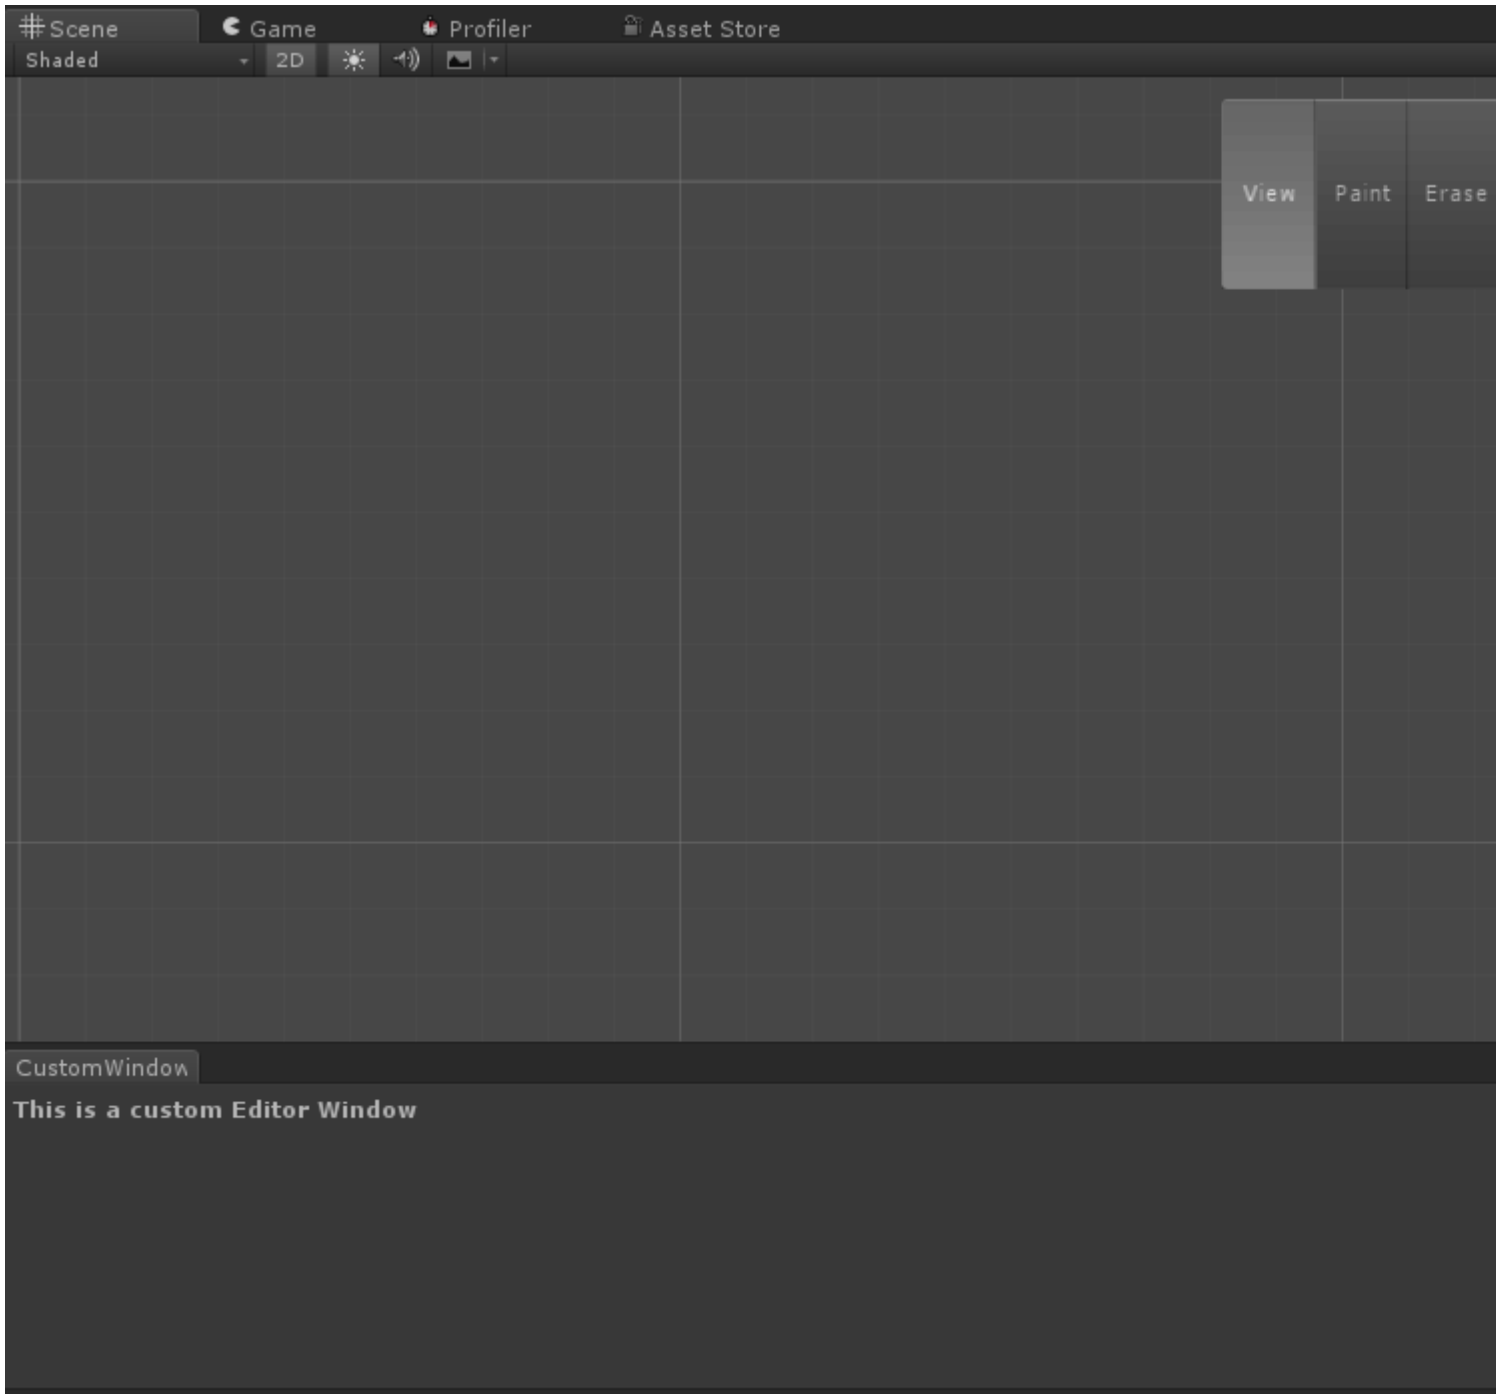 Scene Game Profiler Asset Store
Shaded 2D
View Paint Erase
CustomWindow
This is a custom Editor Window